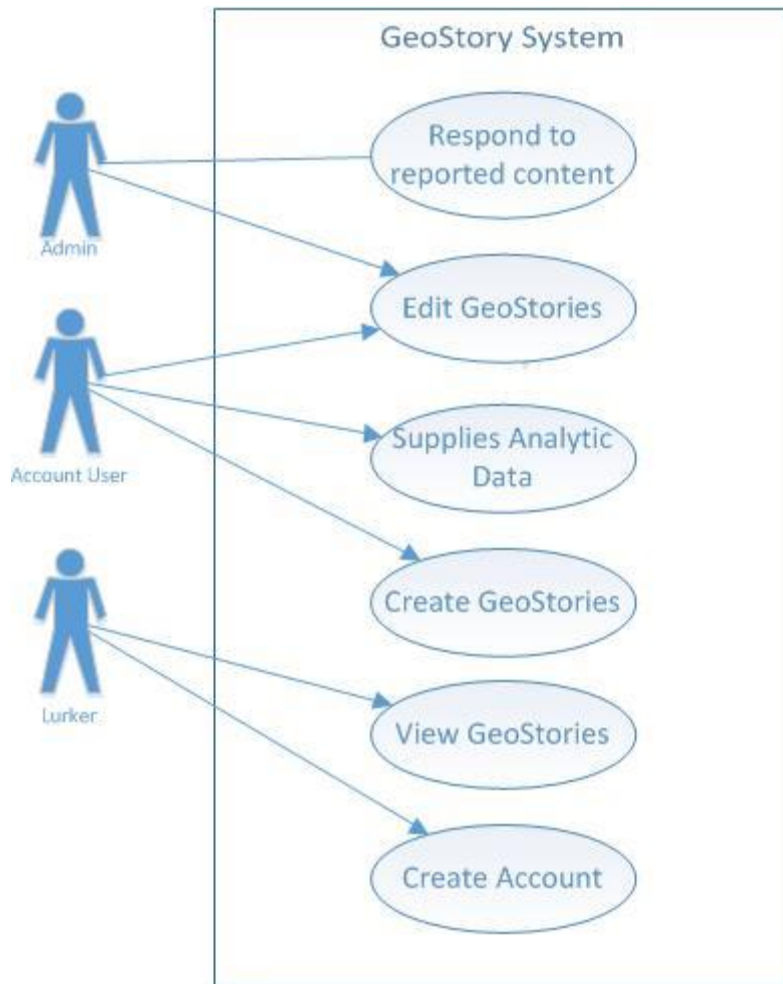 GeoStory System
Respond to
reported content
Admin
Edit GeoStories
Supplies Analytic
Data
Account User
Create GeoStories
View GeoStories
Lurker
Create Account